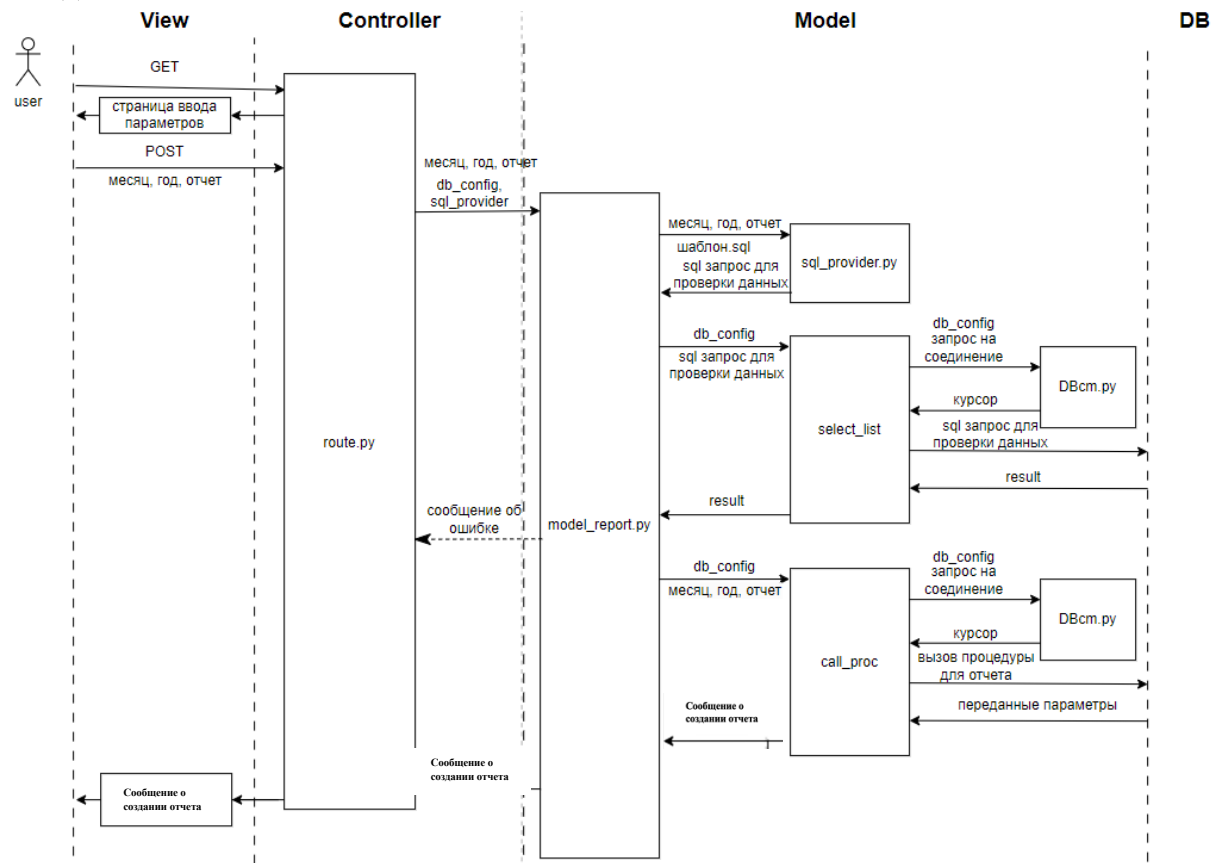 View
Controller
Model
DB
user
GET
страница ввода
параметров
POST
месяц, год, отчет
месяц, год, отчет
db_config,
sql_provider
месяц, год, отчет
шаблон.sql
sql запрос для
проверки данных
sql_provider.py
db_config
sql запрос для
проверки данных
db_config
запрос на
соединение
DBcm.py
курсор
sql запрос для
проверки данных
select_list
route.py
result
result
сообщение об
ошибке
model_report.py
db_config
месяц, год, отчет
db_config
запрос на
соединение
DBcm.py
курсор
вызов процедуры
для отчета
call_proc
переданные параметры
Сообщение о
создании отчета
Сообщение о
создании отчета
Сообщение о
создании отчета